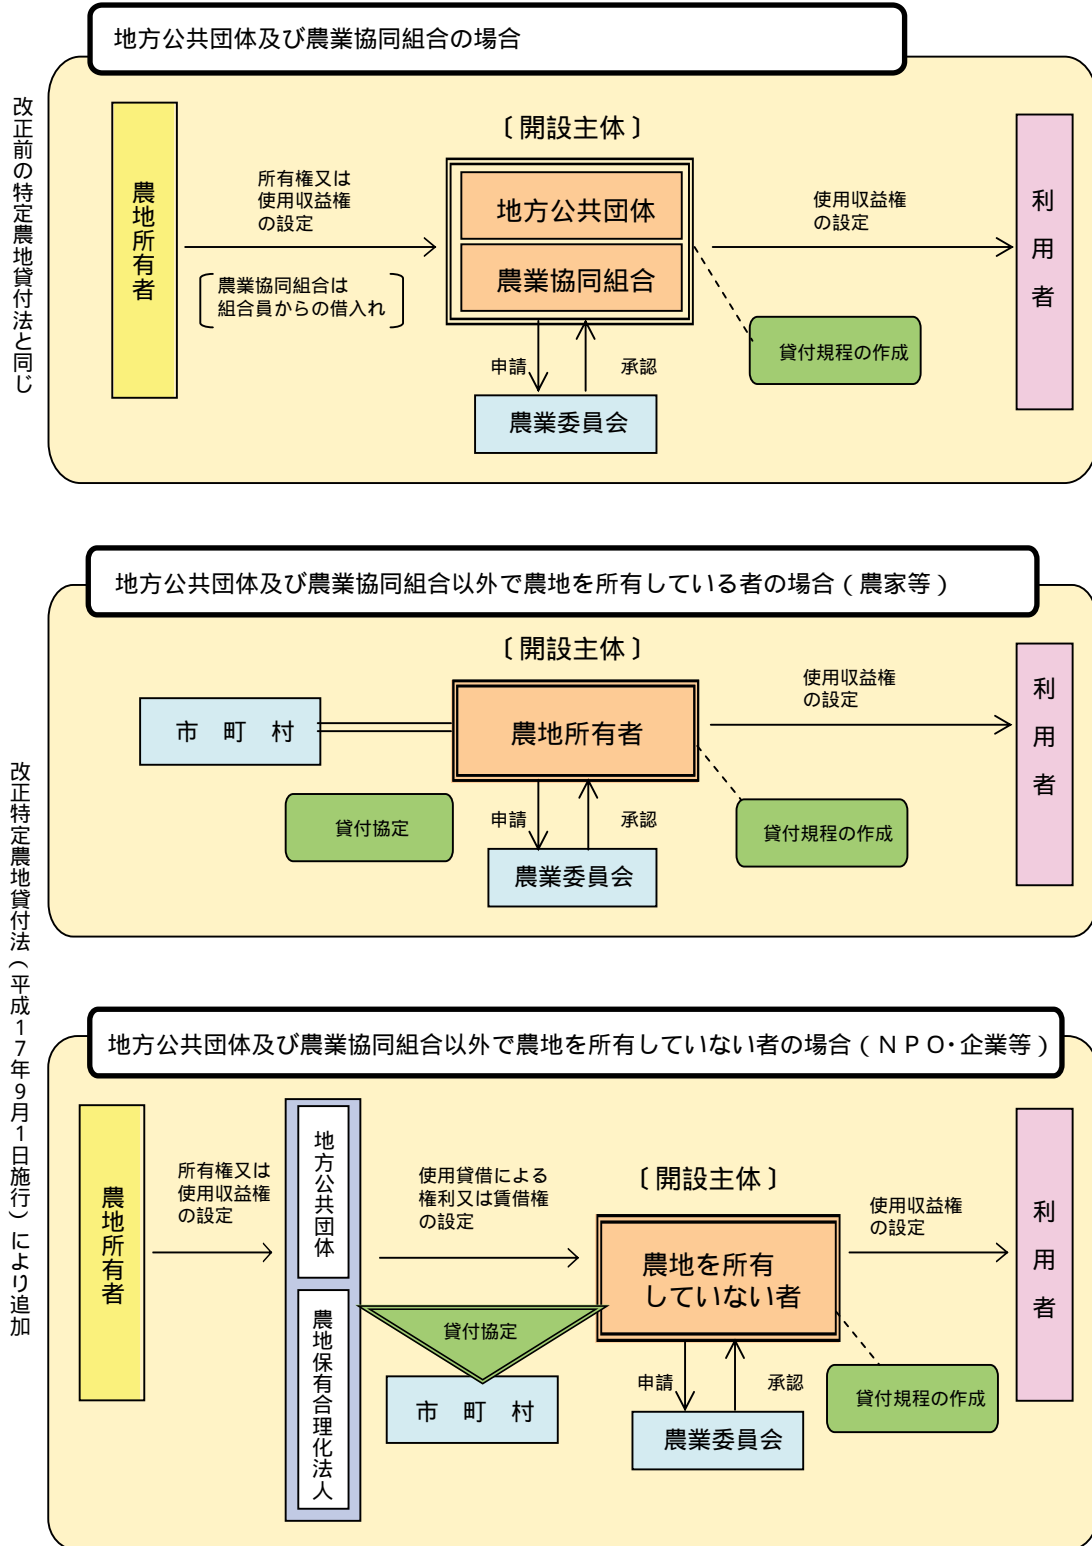 地方公共団体及び農業協同組合の場合
改正前の特定農地貸付法と同じ
農地所有者
所有権又は
使用収益権
の設定
農業協同組合は
組合員からの借入れ
〔開設主体〕
地方公共団体
農業協同組合
申請
承認
農業委員会
使用収益権
の設定
貸付規程の作成
利用者
地方公共団体及び農業協同組合以外で農地を所有している者の場合(農家等)
改正特定農地貸付法(平成17年9月1日施行)により追加
〔開設主体〕
市 町 村
農地所有者
貸付協定
申請
承認
農業委員会
使用収益権
の設定
貸付規程の作成
利用者
地方公共団体及び農業協同組合以外で農地を所有していない者の場合(NPO・企業等)
農地所有者
所有権又は
使用収益権
の設定
地方公共団体
農地保有合理化法人
使用貸借による
権利又は賃借権
の設定
貸付協定
市 町 村
〔開設主体〕
農地を所有
していない者
申請
承認
農業委員会
使用収益権
の設定
貸付規程の作成
利用者